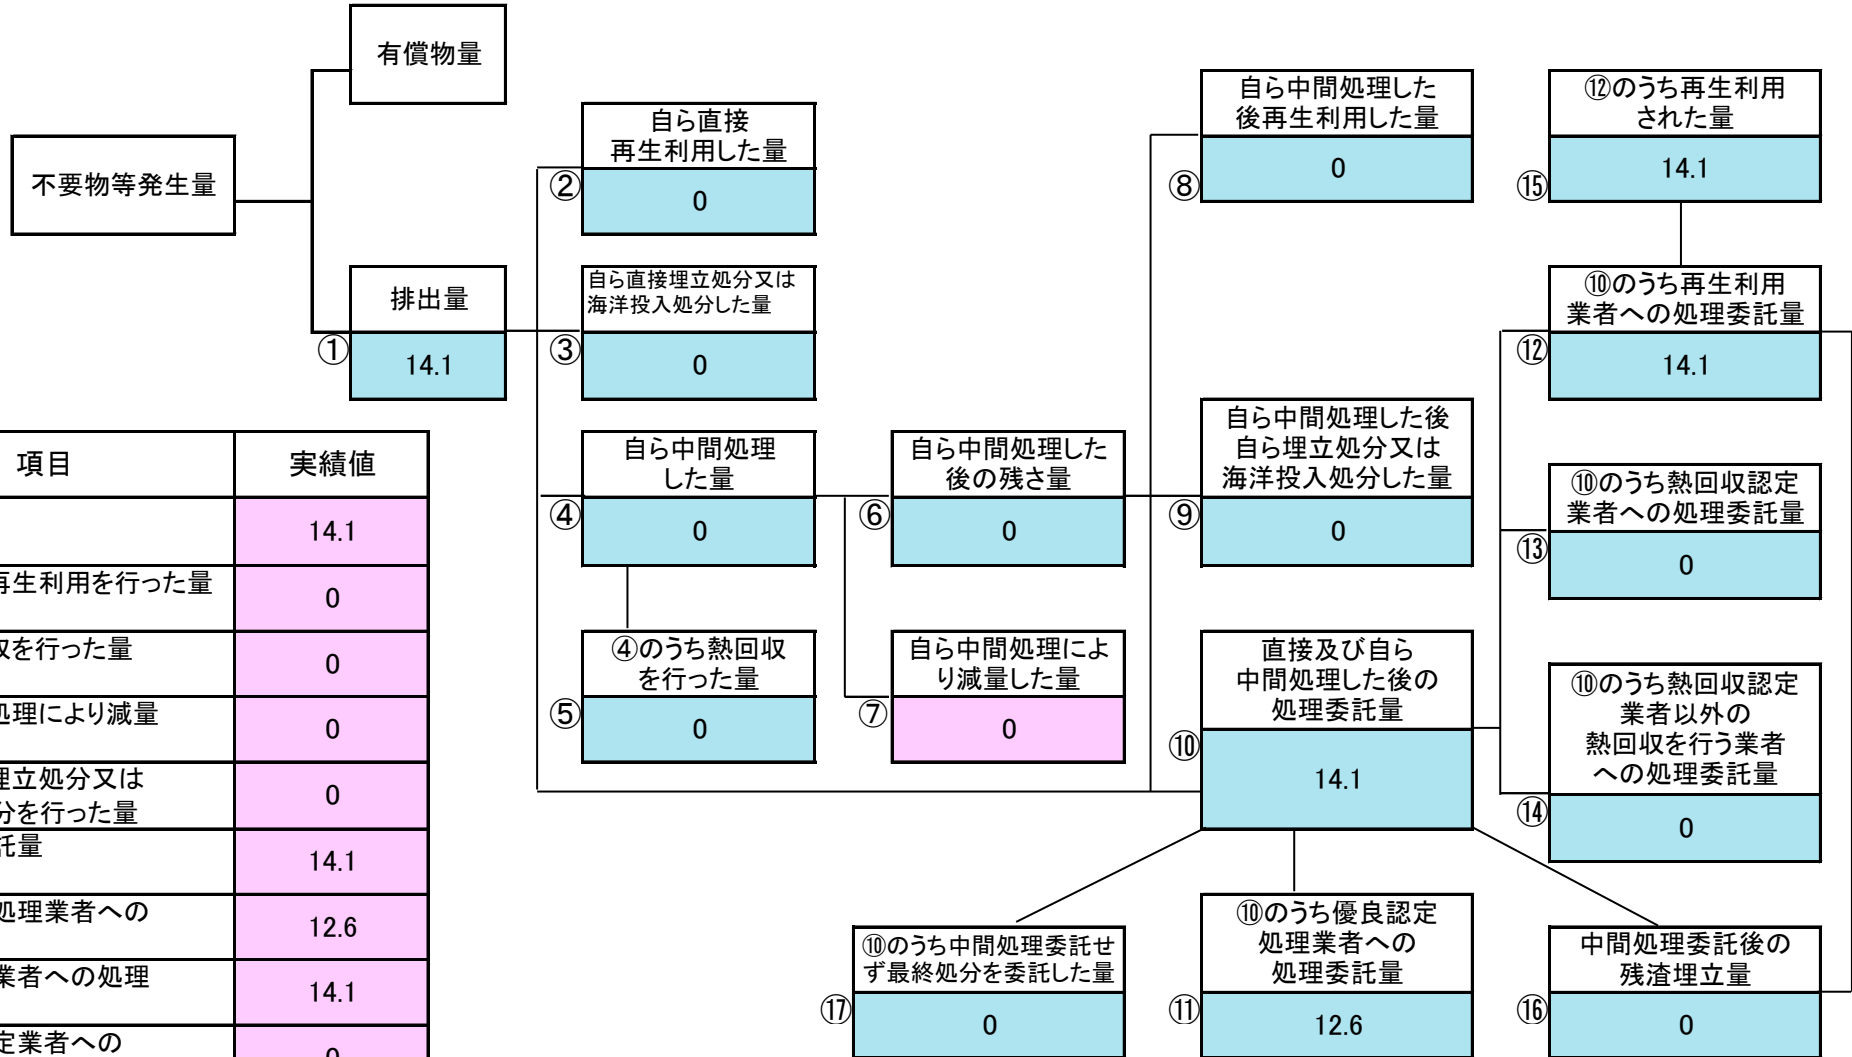 有償物量
不要物等発生量
排出量
①
14.1
自ら直接
再生利用した量
②
0
自ら直接埋立処分又は
海洋投入処分した量
③
0
自ら中間処理
した量
④
0
④のうち熱回収
を行った量
⑤
0
自ら中間処理した
後の残さ量
⑥
0
自ら中間処理によ
り減量した量
⑦
0
自ら中間処理した
後再生利用した量
⑧
0
自ら中間処理した後
自ら埋立処分又は
海洋投入処分した量
⑨
0
直接及び自ら
中間処理した後の
処理委託量
⑩
14.1
⑫のうち再生利用
された量
⑮
14.1
⑩のうち再生利用
業者への処理委託量
⑫
14.1
⑩のうち熱回収認定
業者への処理委託量
⑬
0
⑩のうち熱回収認定
業者以外の
熱回収を行う業者
への処理委託量
⑭
0
⑩のうち中間処理委託せ
ず最終処分を委託した量
⑰
0
⑩のうち優良認定
処理業者への
処理委託量
⑪
12.6
中間処理委託後の
残渣埋立量
⑯
0
項目 実績値
14.1
再生利用を行った量 0
収を行った量 0
処理により減量 0
埋立処分又は
分を行った量 0
託量 14.1
処理業者への 12.6
業者への処理 14.1
定業者への 0